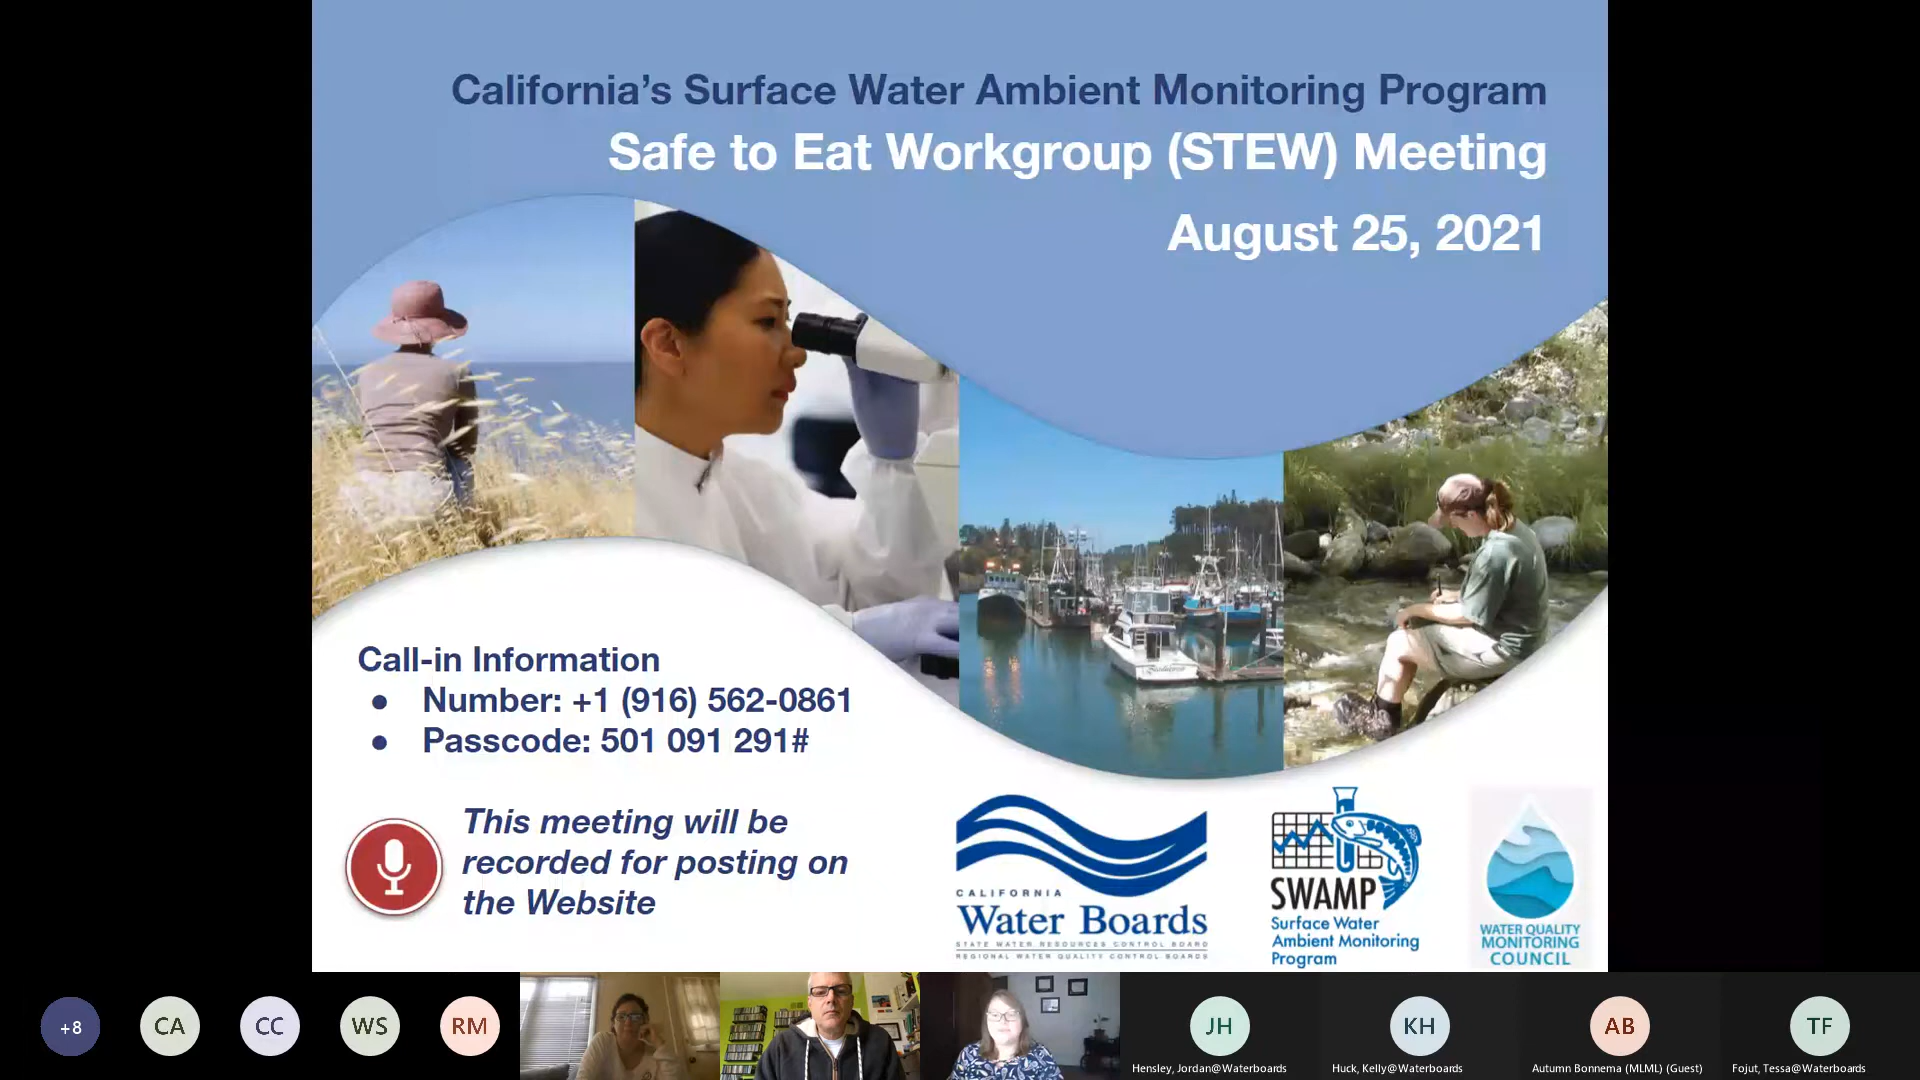 California's Surface Water Ambient Monitoring Program
Safe to Eat Workgroup (STEW) Meeting
August 25, 2021
Call-in Information
● Number: +1 (916) 562-0861
● Passcode: 501 091 291#
This meeting will be
recorded for posting on
the Website
CALIFORNIA
Water Boards
STATE WATER RESOURCES CONTROL BOARD
REGIONAL WATER QUALITY CONTROL BOARDS
SWAMP
Surface Water
Ambient Monitoring
Program
WATER QUALITY
MONITORING
COUNCIL
+8
CA
CC
WS
RM
JH
KH
AB
TF
Hensley, Jordan@Waterboards
Huck, Kelly@Waterboards
Autumn Bonnema (MLML) (Guest)
Fojut, Tessa@Waterboards